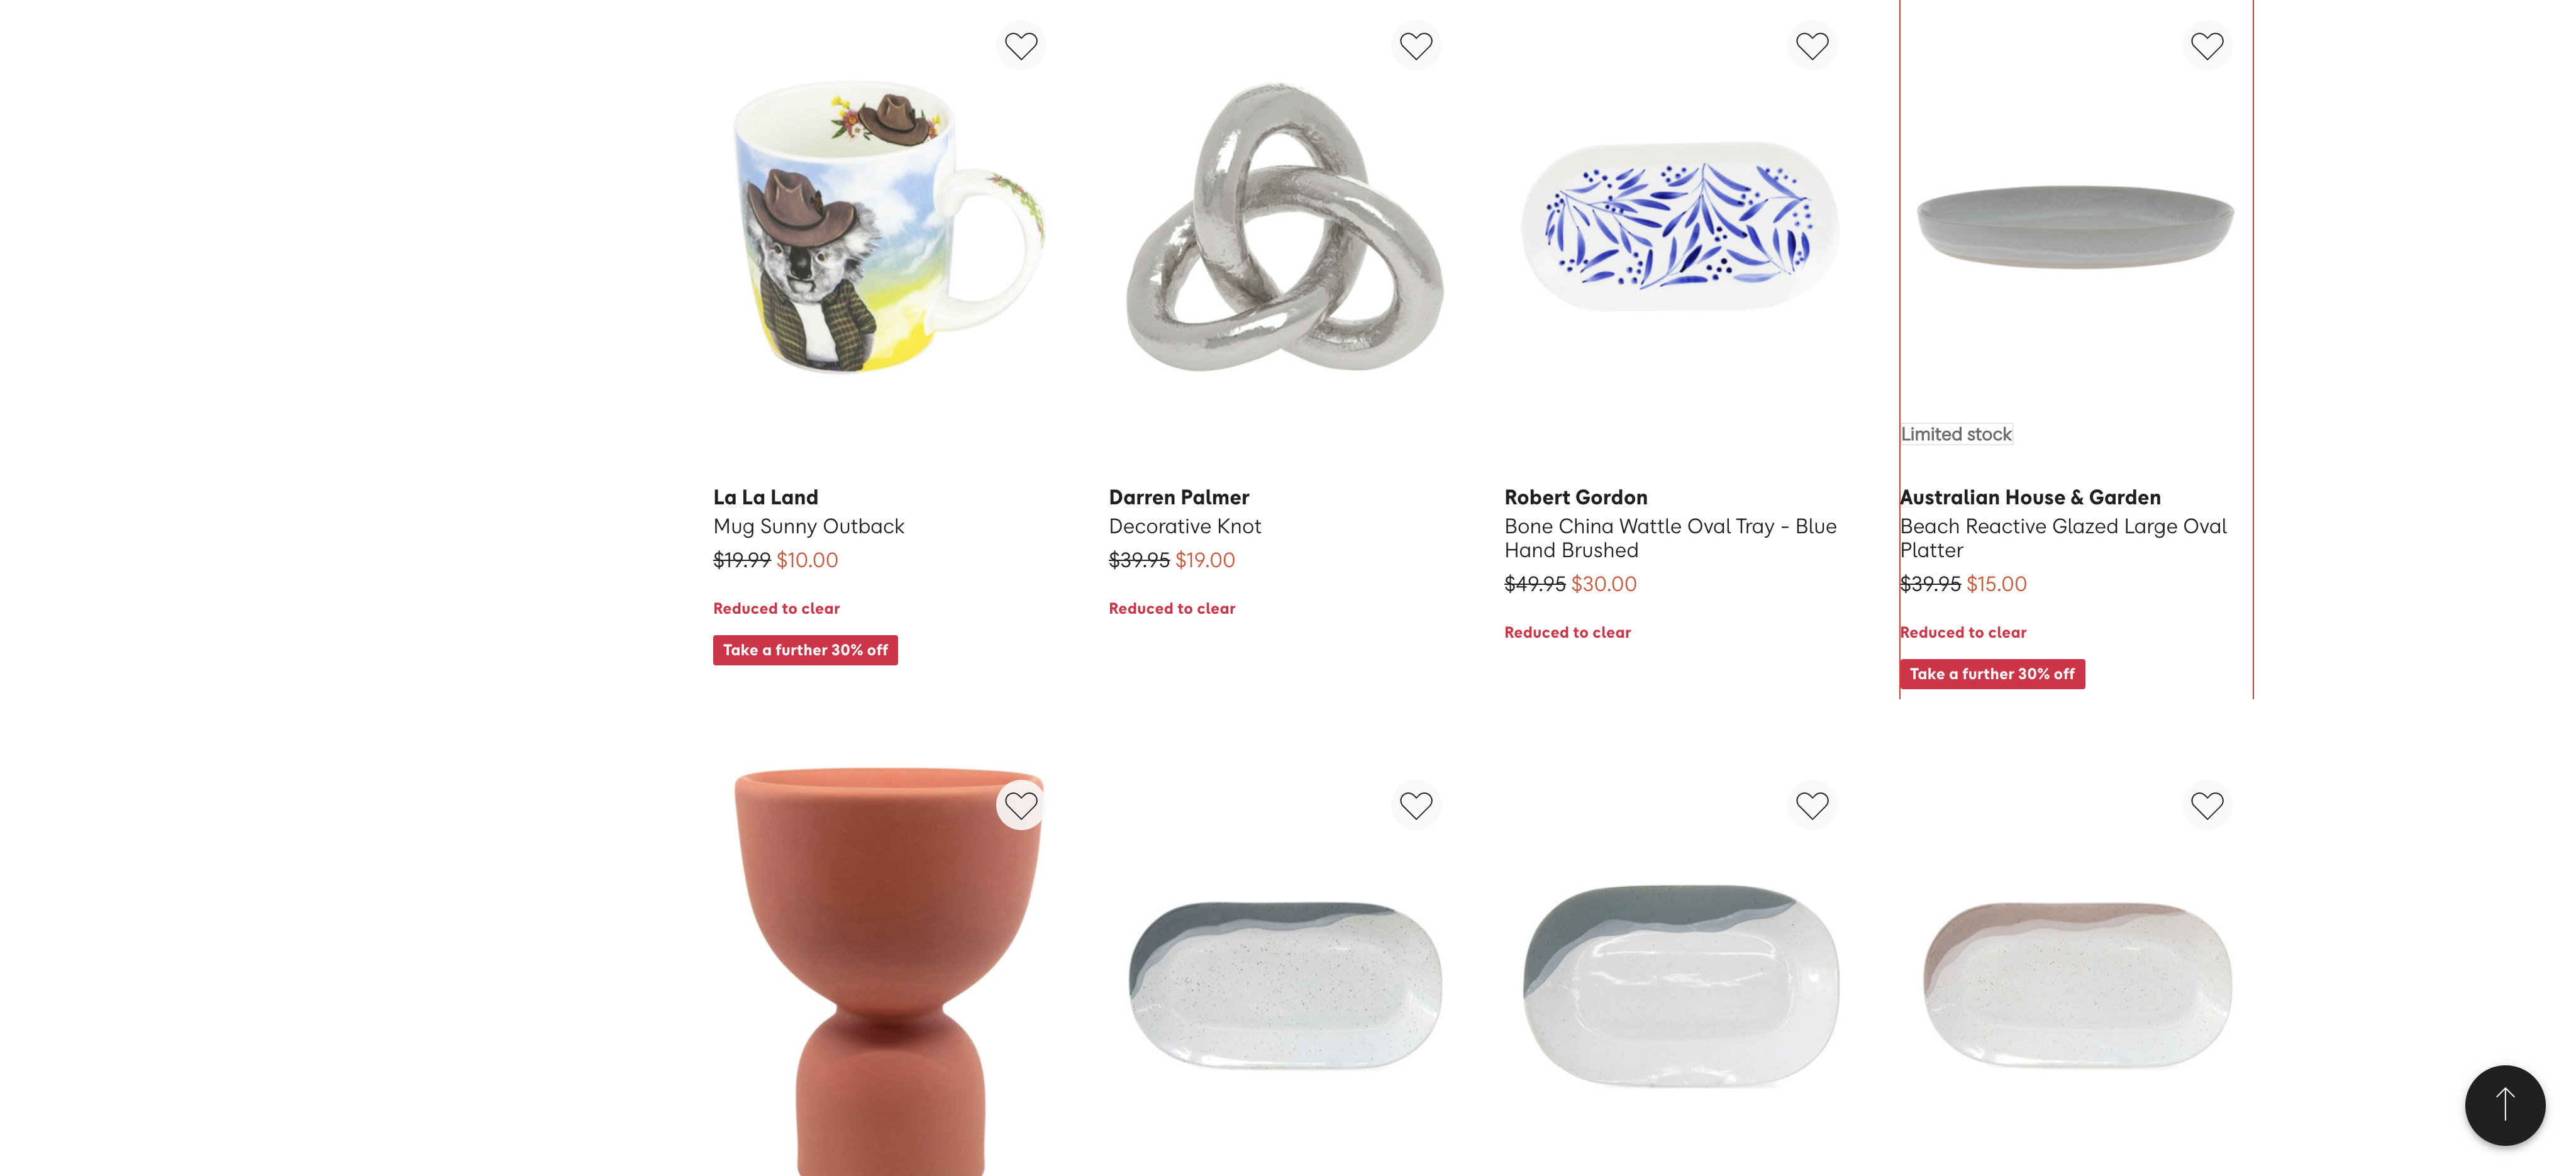 Limited stock
La La Land
Mug Sunny Outback
$19.99 $10.00
Reduced to clear
Take a further 30% off
Darren Palmer
Decorative Knot
$39.95 $19.00
Reduced to clear
Robert Gordon
Bone China Wattle Oval Tray - Blue
Hand Brushed
$49.95 $30.00
Reduced to clear
Australian House & Garden
Beach Reactive Glazed Large Oval
Platter
$39.95 $15.00
Reduced to clear
Take a further 30% off